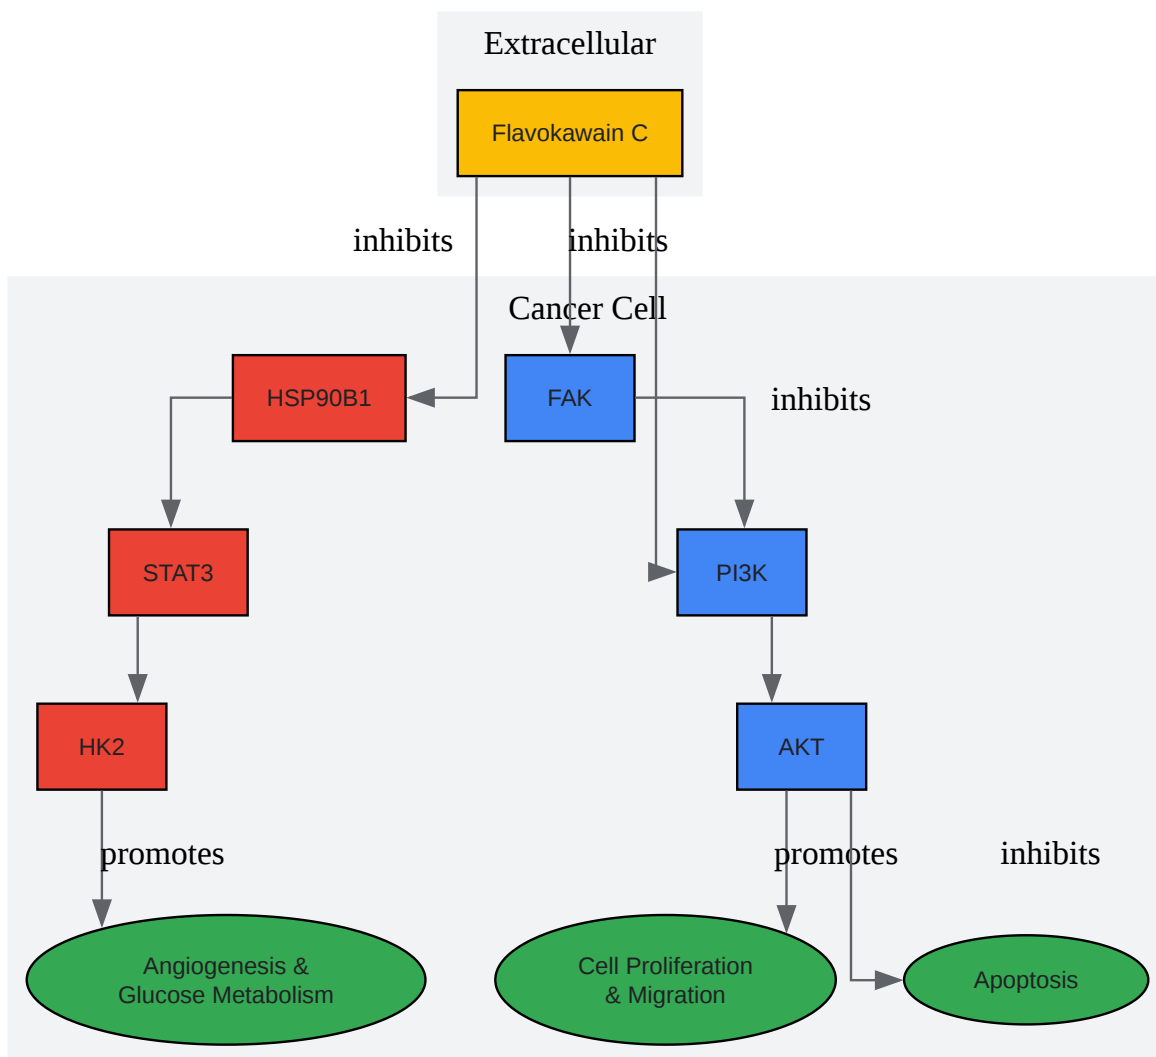 Extracellular
Flavokawain C
inhibits
inhibits
Cancer Cell
HSP90B1
FAK
inhibits
STAT3
PI3K
HK2
AKT
promotes
promotes
inhibits
Angiogenesis &
Glucose Metabolism
Cell Proliferation
& Migration
Apoptosis